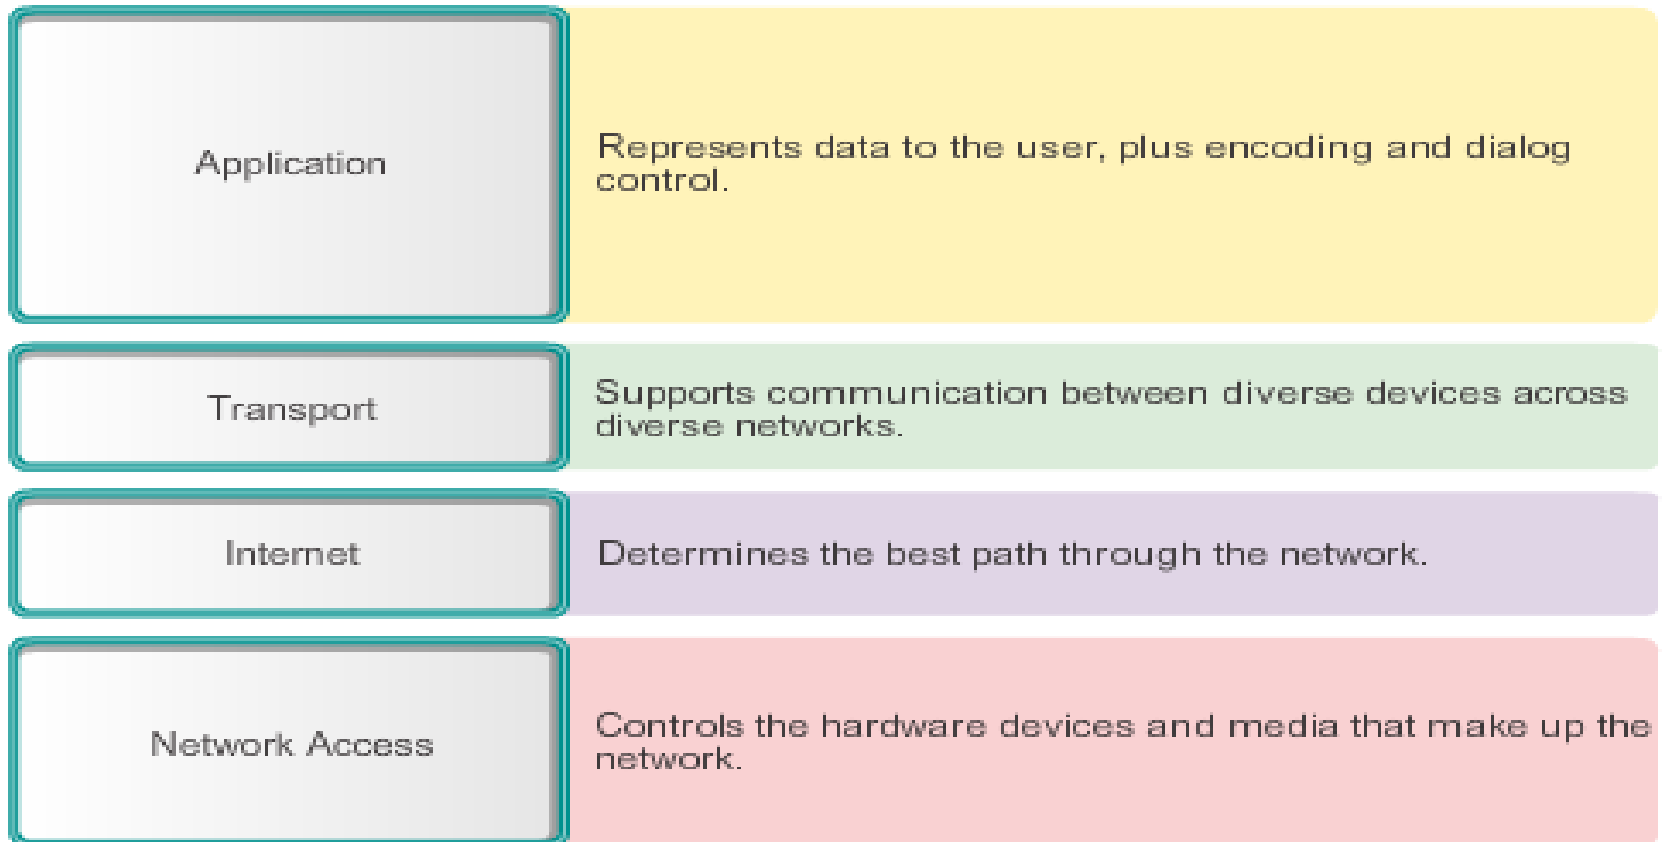 Application
Represents data to the user, plus encoding and dialog
control.
Transport
Supports communication between diverse devices across
diverse networks.
Internet
Determines the best path through the network.
Network Access
Controls the hardware devices and media that make up the
network.